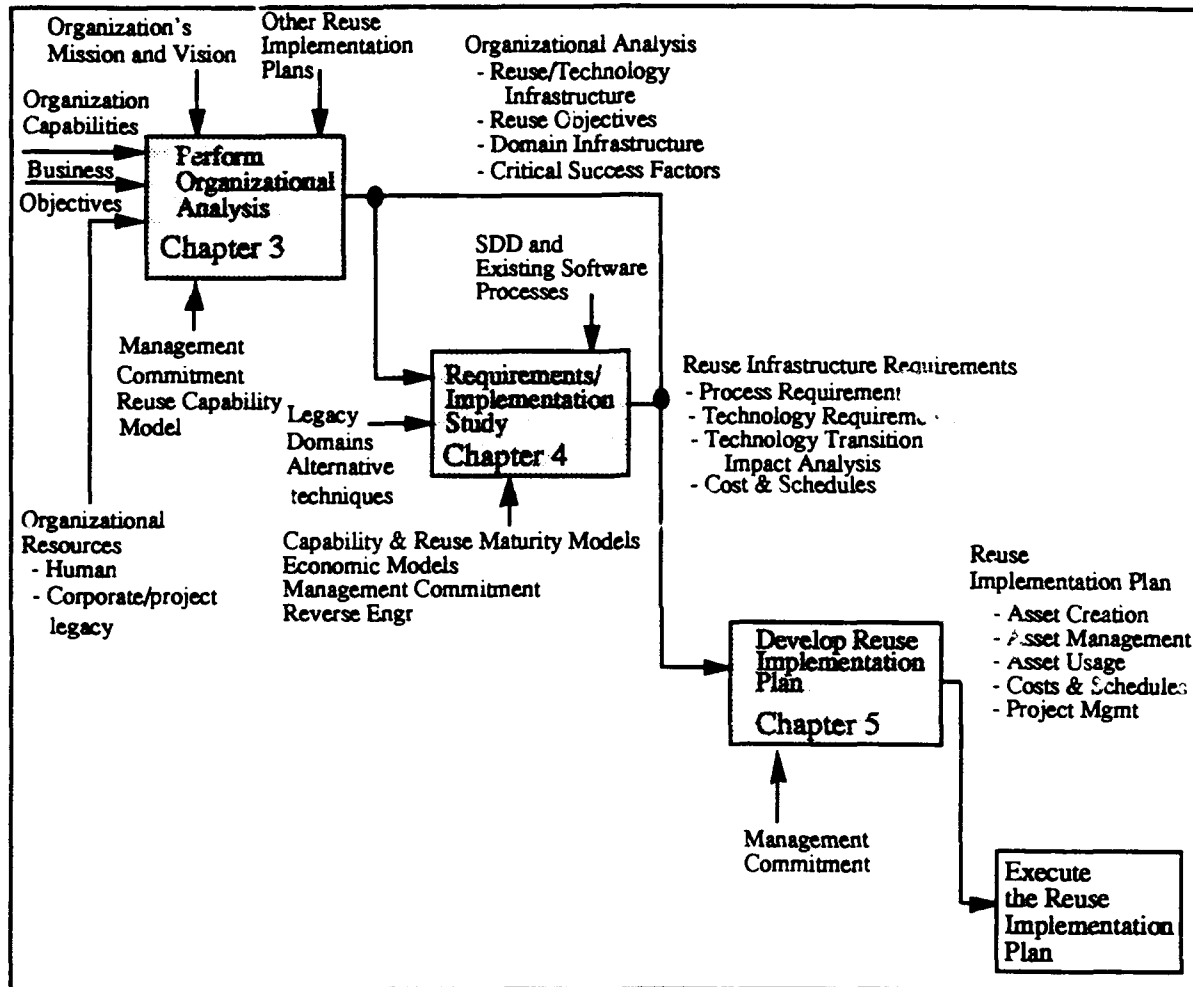 Organization's
Mission and Vision
Other Reuse
Implementation
Plans
Organizational Analysis
- Reuse/Technology
Infrastructure
- Reuse Objectives
- Domain Infrastructure
- Critical Success Factors
Organization
Capabilities
Business
Objectives
Perform
Organizational
Analysis
Chapter 3
SDD and
Existing Software
Processes
Management
Commitment
Reuse Capability
Model
Requirements/
Implementation
Study
Chapter 4
Legacy
Domains
Alternative
techniques
Reuse Infrastructure Requirements
- Process Requirement
- Technology
- Technology Transition
Impact Analysis
- Cost & Schedules
Organizational
Resources
- Human
- Corporate/project
legacy
Capability & Reuse Maturity Models
Economic Models
Management Commitment
Reverse Engr
Reuse
Implementation Plan
- Asset Creation
- Asset Management
- Asset Usage
- Costs & Schedules
- Project Mgmt
Develop Reuse
Implementation
Plan
Chapter 5
Management
Commitment
Execute
the Reuse
Implementation
Plan